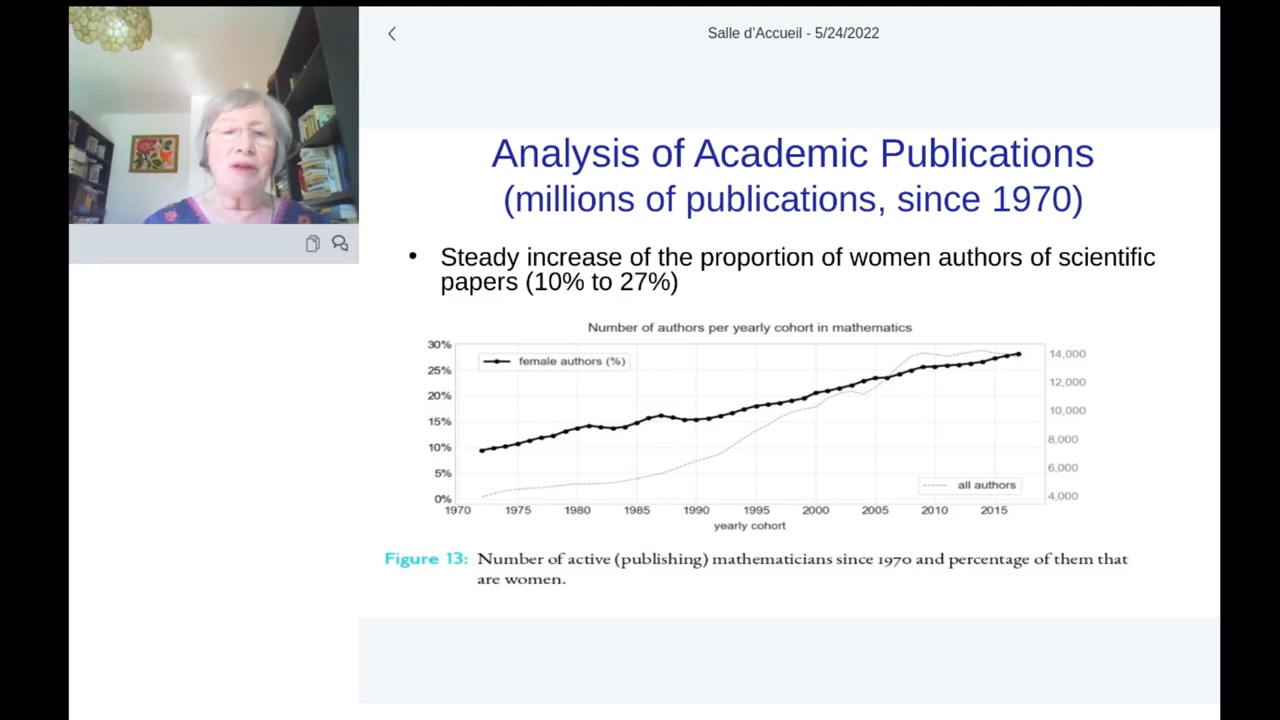 Salle d'Accueil - 5/24/2022
Analysis of Academic Publications
(millions of publications, since 1970)
• Steady increase of the proportion of women authors of scientific
papers (10% to 27%)
Number of authors per yearly cohort in mathematics
30%
25%
20%
15%
10%
5%
0%
female authors (%)
all authors
14,000
12,000
10,000
8,000
6,000
4,000
1970 1975 1980 1985 1990 1995 2000 2005 2010 2015
yearly cohort
Figure 13: Number of active (publishing) mathematicians since 1970 and percentage of them that
are women.